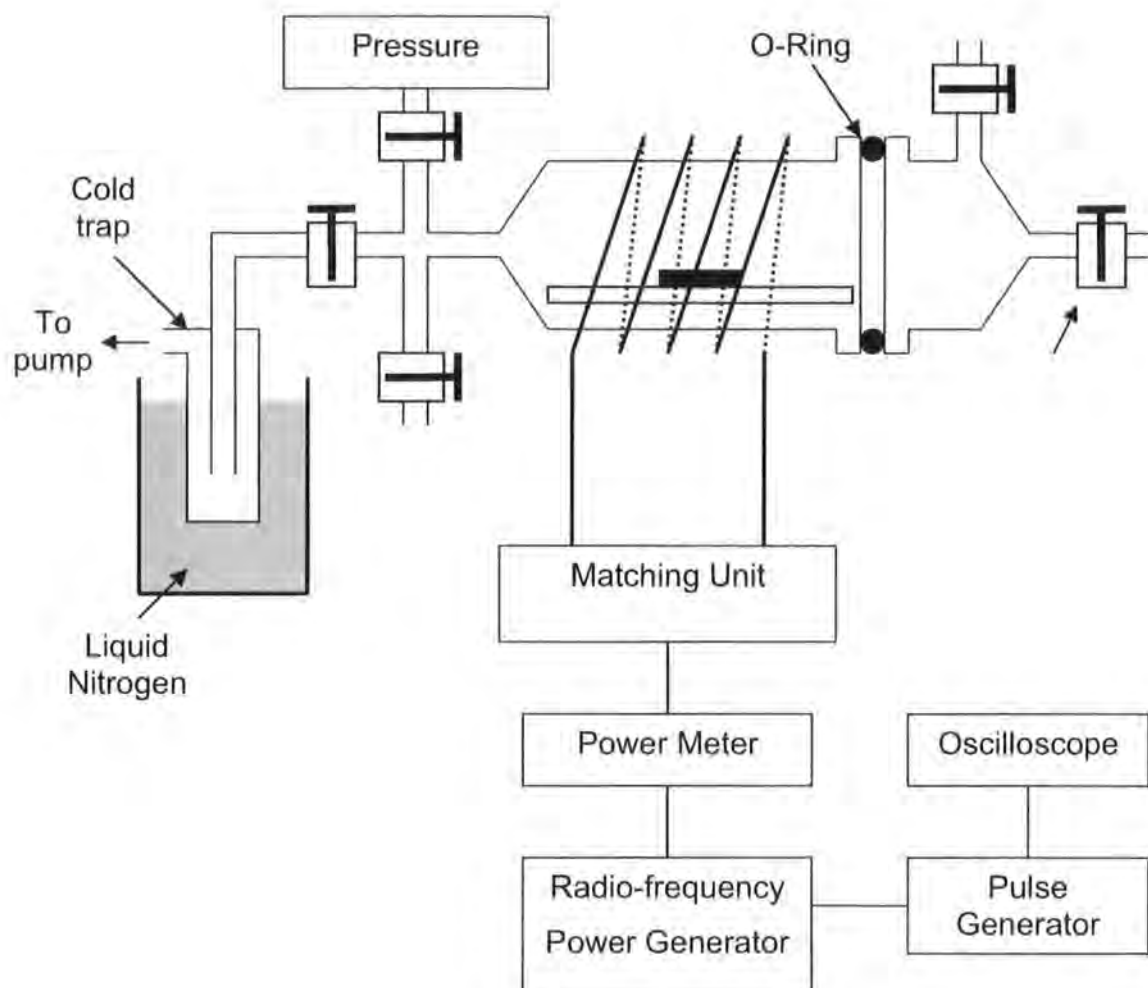 Pressure
O-Ring
Cold
trap
To
pump
Liquid
Nitrogen
Matching Unit
Power Meter
Oscilloscope
Radio-frequency
Power Generator
Pulse
Generator